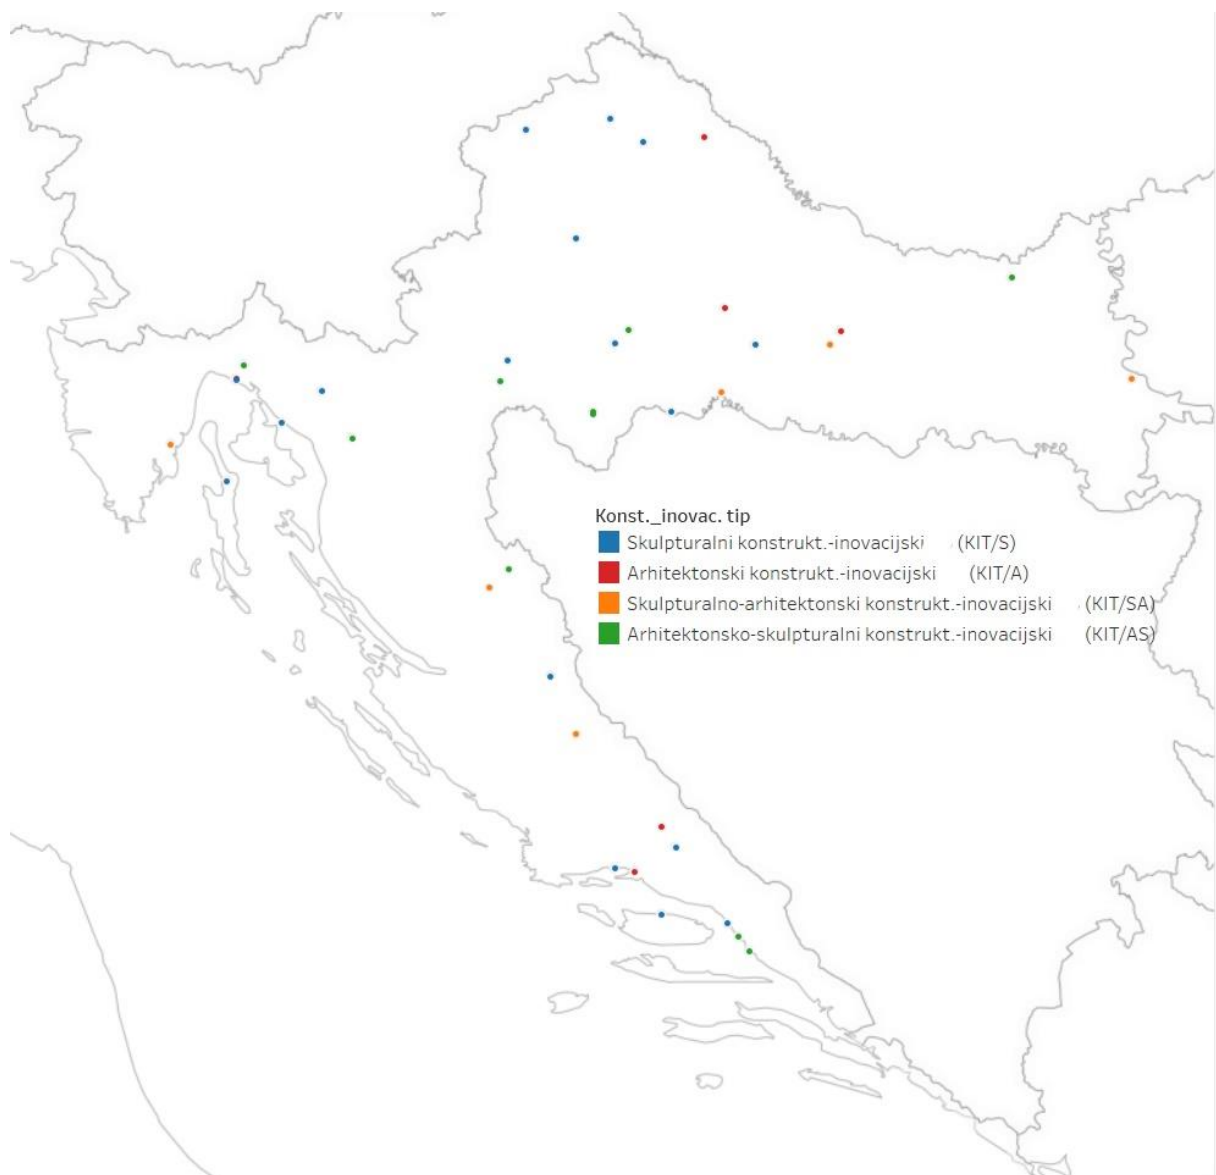 Konst._inovac. tip
Skulpturalni konstrukt.-inovacijski (KIT/S)
Arhitektonski konstrukt.-inovacijski (KIT/A)
Skulpturalno-arhitektonski konstrukt.-inovacijski (KIT/SA)
Arhitektonsko-skulpturalni konstrukt.-inovacijski (KIT/AS)